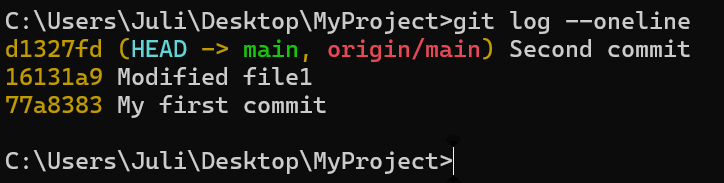 C:\Users\Juli\Desktop\MyProject>git log --oneline
d1327fd (HEAD -> main, origin/main) Second commit
16131a9 Modified file1
77a8383 My first commit
C:\Users\Juli\Desktop\MyProject>